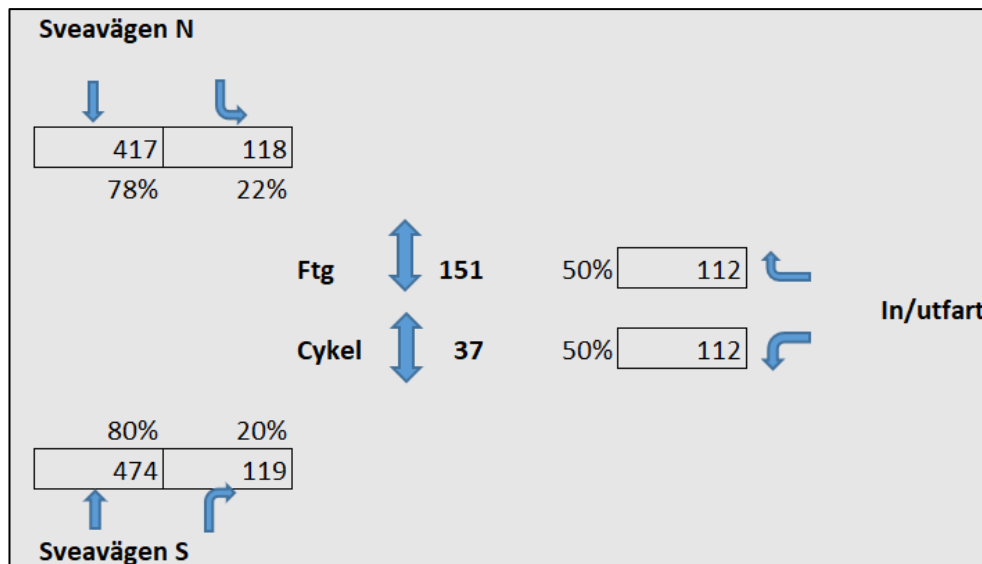 Sveavägen N
417 118
78% 22%
Ftg 151 50% 112
In/utfart
Cykel 37 50% 112
80% 20%
474 119
Sveavägen S